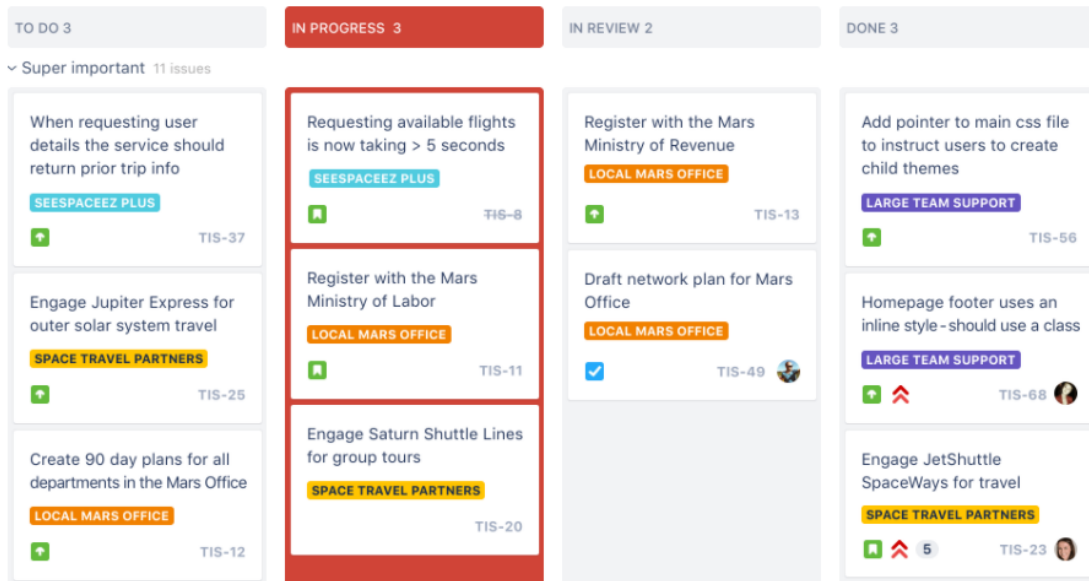 TO DO 3
IN PROGRESS 3
IN REVIEW 2
DONE 3
Super important 11 issues
When requesting user
details the service should
return prior trip info
SEESPACEEZ PLUS
TIS-37
Engage Jupiter Express for
outer solar system travel
SPACE TRAVEL PARTNERS
TIS-25
Create 90 day plans for all
departments in the Mars Office
LOCAL MARS OFFICE
TIS-12
Requesting available flights
is now taking > 5 seconds
SEESPACEEZ PLUS
TIS-8
Register with the Mars
Ministry of Labor
LOCAL MARS OFFICE
TIS-11
Engage Saturn Shuttle Lines
for group tours
SPACE TRAVEL PARTNERS
TIS-20
Register with the Mars
Ministry of Revenue
LOCAL MARS OFFICE
TIS-13
Draft network plan for Mars
Office
LOCAL MARS OFFICE
TIS-49
Add pointer to main css file
to instruct users to create
child themes
LARGE TEAM SUPPORT
TIS-56
Homepage footer uses an
inline style-should use a class
LARGE TEAM SUPPORT
TIS-68
Engage JetShuttle
SpaceWays for travel
SPACE TRAVEL PARTNERS
5 TIS-23